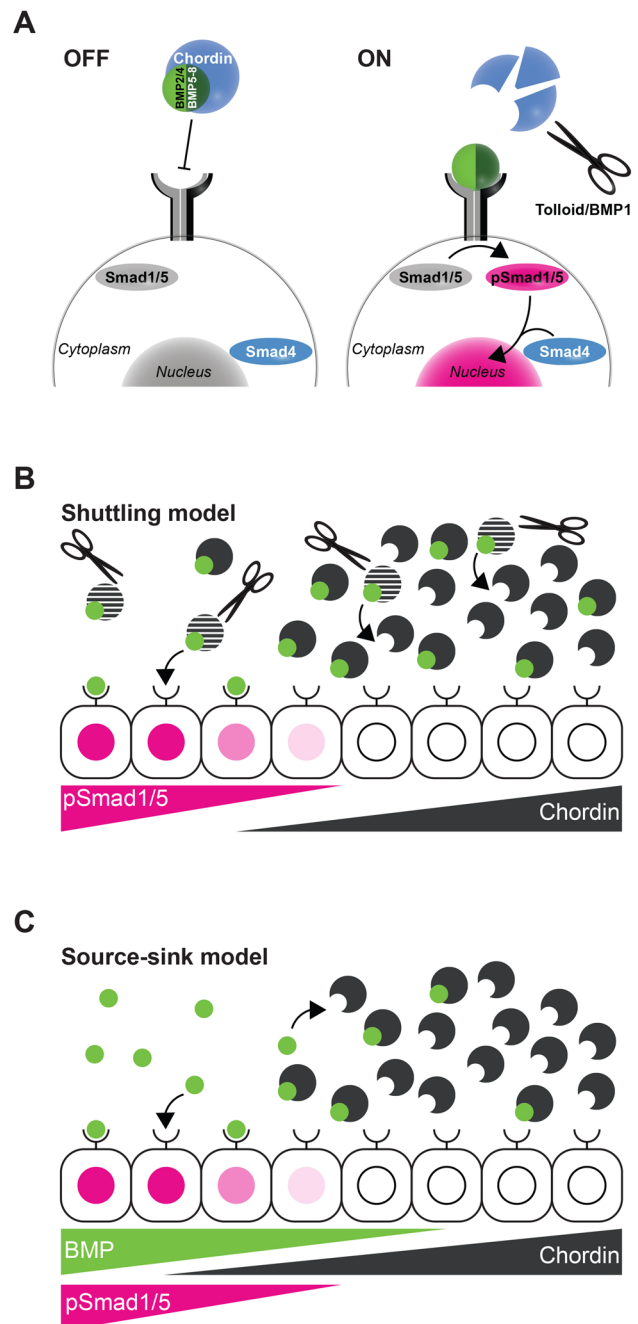 A
OFF
ON
Chordin
BMP2/4
BMP5-8
Tolloid/BMP1
Smad1/5
Smad1/5
pSmad1/5
Cytoplasm
Smad4
Cytoplasm
Smad4
Nucleus
Nucleus
B
Shuttling model
pSmad1/5
Chordin
C
Source-sink model
BMP
Chordin
pSmad1/5